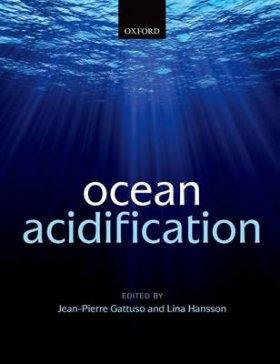 OXFORD
ocean
acidification
EDITED BY
Jean-Pierre Gattuso and Lina Hansson